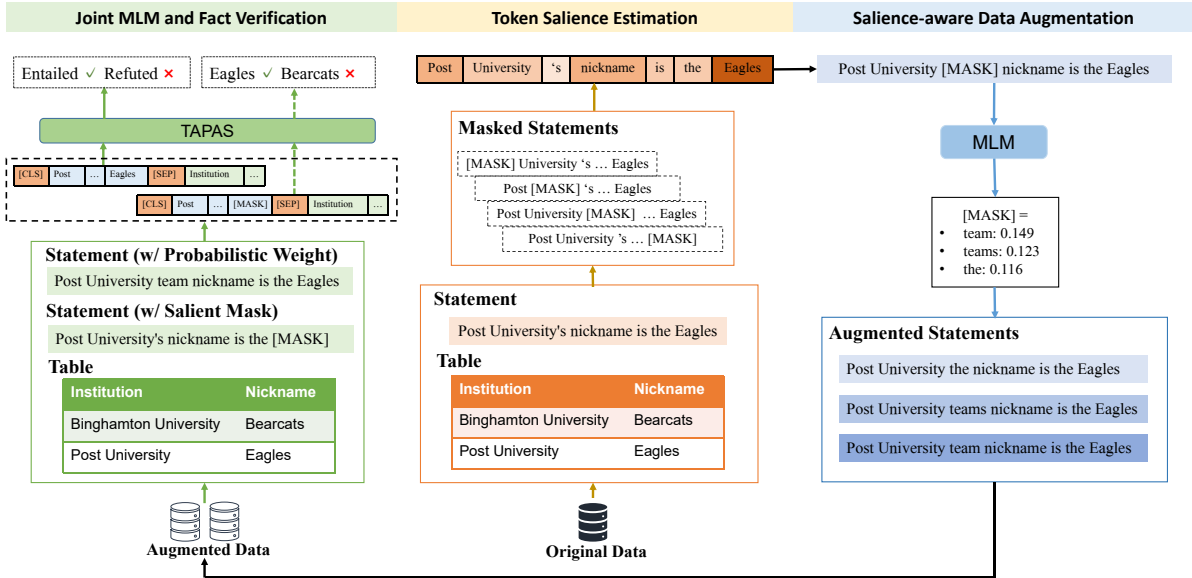 Joint MLM and Fact Verification
Entailed ✓ Refuted ×
Eagles ✓ Bearcats ×
TAPAS
[CLS] Post ... Eagles [SEP] Institution ...
[CLS] Post ... [MASK] [SEP] Institution ...
Statement (w/ Probabilistic Weight)
Post University team nickname is the Eagles
Statement (w/ Salient Mask)
Post University's nickname is the [MASK]
Table
Institution Nickname
Binghamton University Bearcats
Post University Eagles
Augmented Data
Token Salience Estimation
Post University 's nickname is the Eagles
Masked Statements
[MASK] University 's ... Eagles
Post [MASK] 's ... Eagles
Post University [MASK] ... Eagles
Post University 's ... [MASK]
Statement
Post University's nickname is the Eagles
Table
Institution Nickname
Binghamton University Bearcats
Post University Eagles
Original Data
Salience-aware Data Augmentation
Post University [MASK] nickname is the Eagles
MLM
[MASK] =
• team: 0.149
• teams: 0.123
• the: 0.116
Augmented Statements
Post University the nickname is the Eagles
Post University teams nickname is the Eagles
Post University team nickname is the Eagles